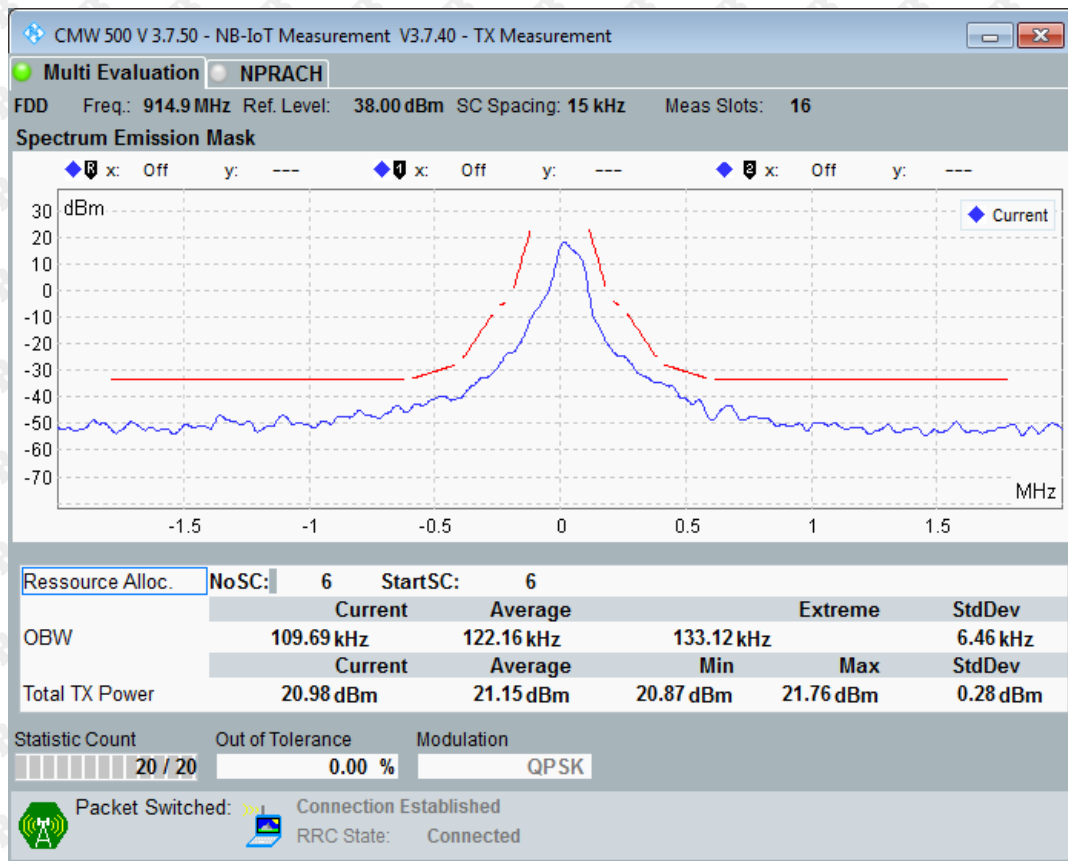 CMW 500 V 3.7.50 - NB-IoT Measurement V3.7.40 - TX Measurement
Multi Evaluation NPRACH
FDD Freq.: 914.9 MHz Ref. Level: 38.00 dBm SC Spacing: 15 kHz Meas Slots: 16
Spectrum Emission Mask
R x: Off y: --- 1 x: Off y: --- 2 x: Off y: ---
30 dBm
Current
20
10
0
-10
-20
-30
-40
-50
-60
-70
MHz
-1.5 -1 -0.5 0 0.5 1 1.5
Ressource Alloc. NoSC: 6 StartSC: 6
Current Average Extreme StdDev
OBW 109.69 kHz 122.16 kHz 133.12 kHz 6.46 kHz
Current Average Min Max StdDev
Total TX Power 20.98 dBm 21.15 dBm 20.87 dBm 21.76 dBm 0.28 dBm
Statistic Count Out of Tolerance Modulation
20 / 20 0.00 % QPSK
Packet Switched: Connection Established
RRC State: Connected